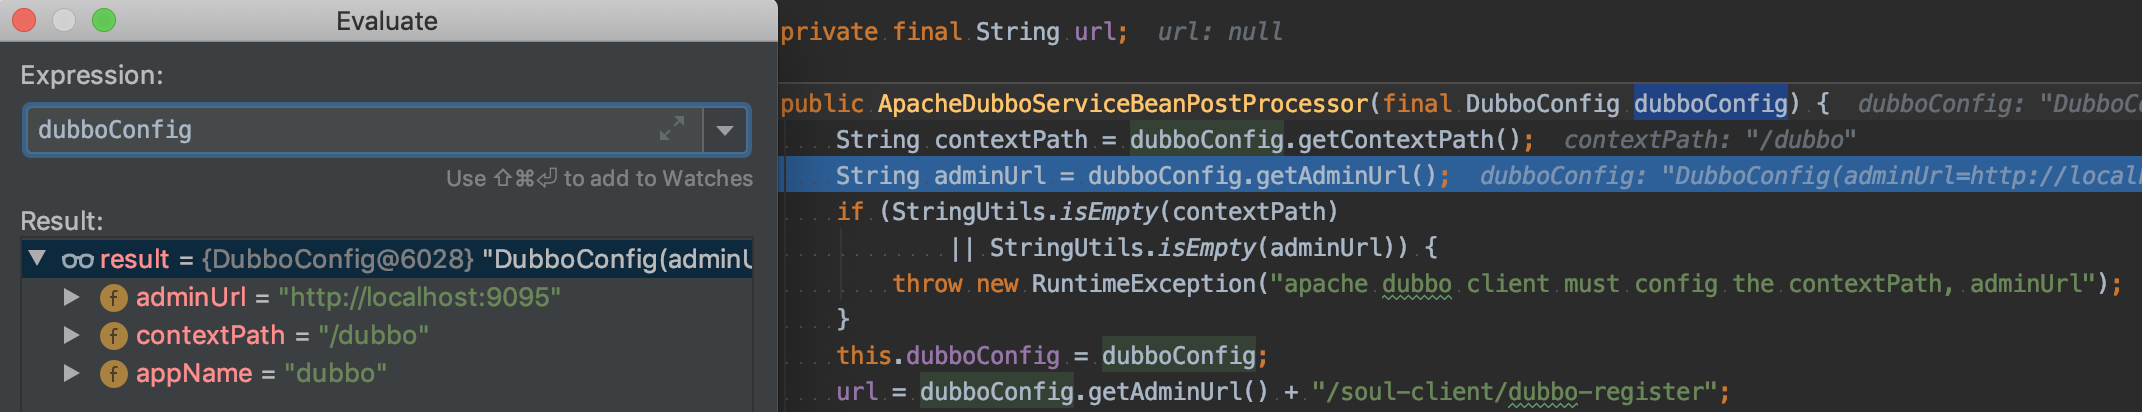 Evaluate
Expression:
dubboConfig
Use ⇧⌘⏎ to add to Watches
Result:
result = {DubboConfig@6028} "DubboConfig(adminU
f adminUrl = "http://localhost:9095"
f contextPath = "/dubbo"
f appName = "dubbo"
private final String url; url: null
public ApacheDubboServiceBeanPostProcessor(final DubboConfig dubboConfig) { dubboConfig: "DubboCo
String contextPath = dubboConfig.getContextPath(); contextPath: "/dubbo"
String adminUrl = dubboConfig.getAdminUrl(); dubboConfig: "DubboConfig(adminUrl=http://localh
if (StringUtils.isEmpty(contextPath)
|| StringUtils.isEmpty(adminUrl)) {
throw new RuntimeException("apache dubbo client must config the contextPath, adminUrl");
}
this.dubboConfig = dubboConfig;
url = dubboConfig.getAdminUrl() + "/soul-client/dubbo-register";